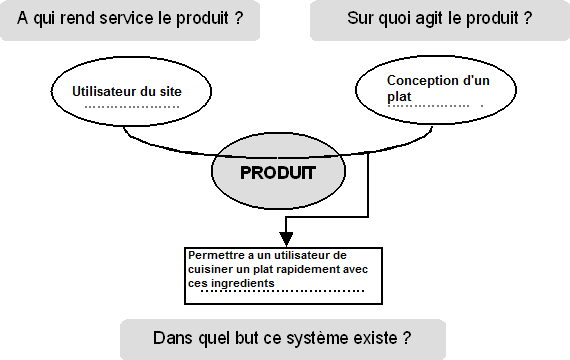 A qui rend service le produit ?
Sur quoi agit le produit ?
Utilisateur du site
Conception d'un
plat
PRODUIT
Permettre a un utilisateur de
cuisiner un plat rapidement avec
ces ingredients
Dans quel but ce système existe ?